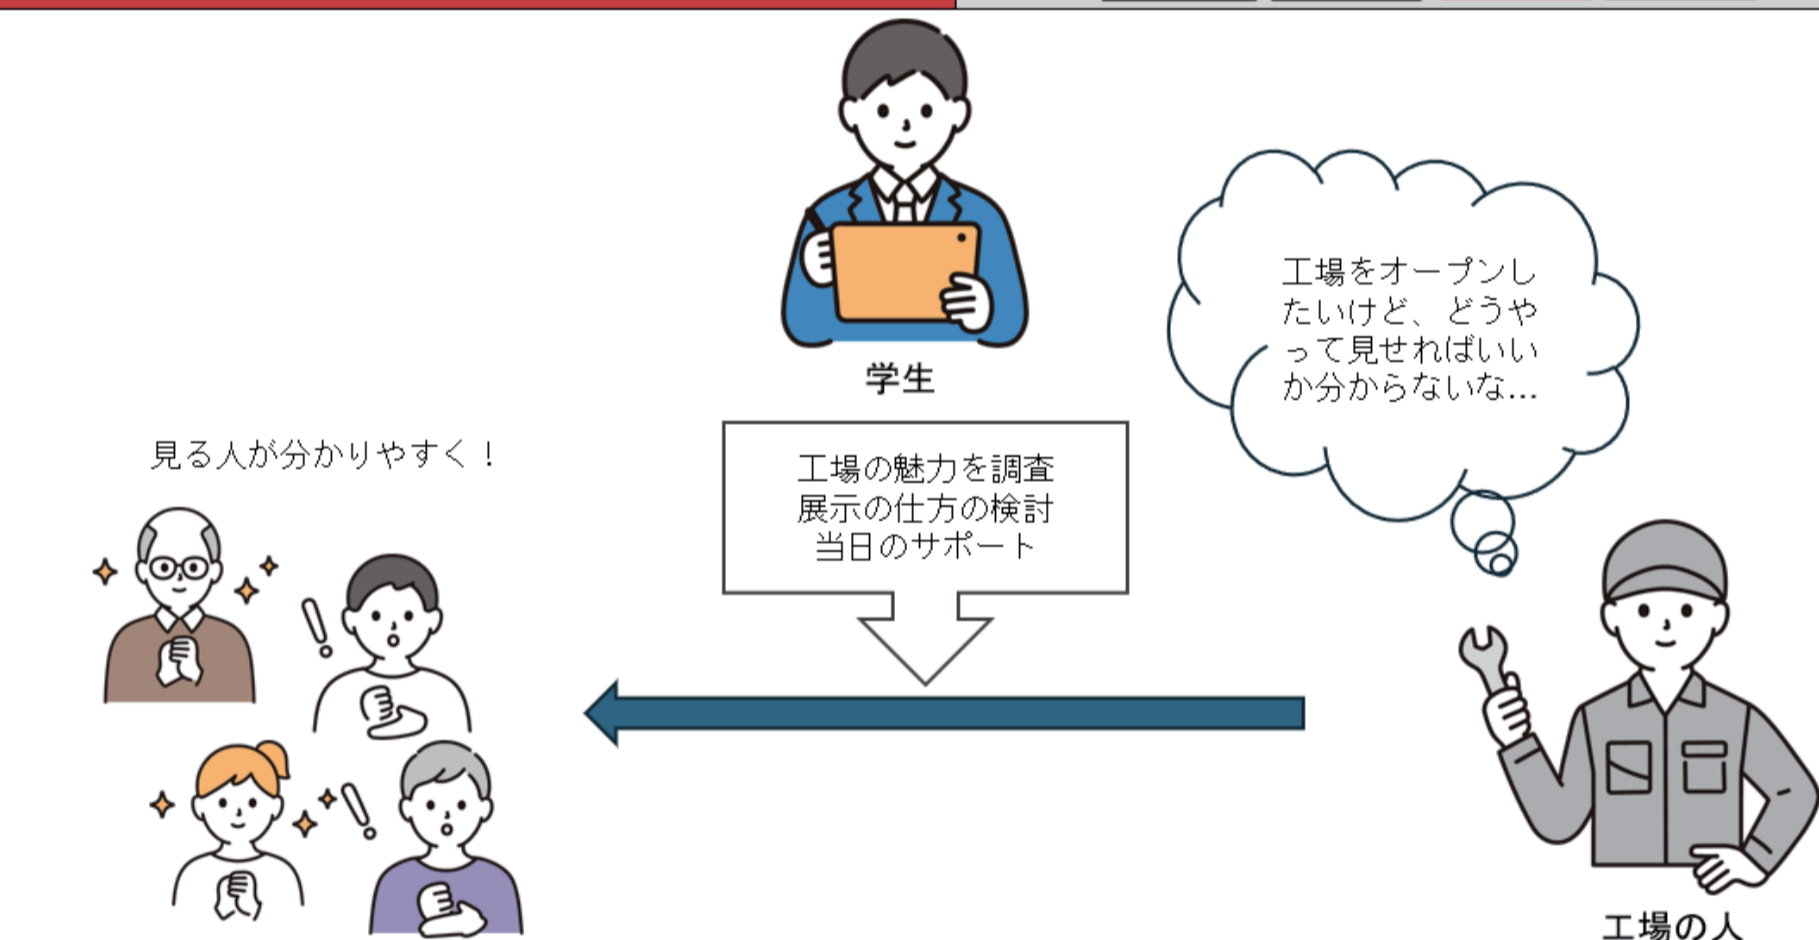 学生
工場をオープンし
たいけど、どうや
って見せればいい
か分からないな…
見る人が分かりやすく！
工場の魅力を調査
展示の仕方の検討
当日のサポート
工場の人